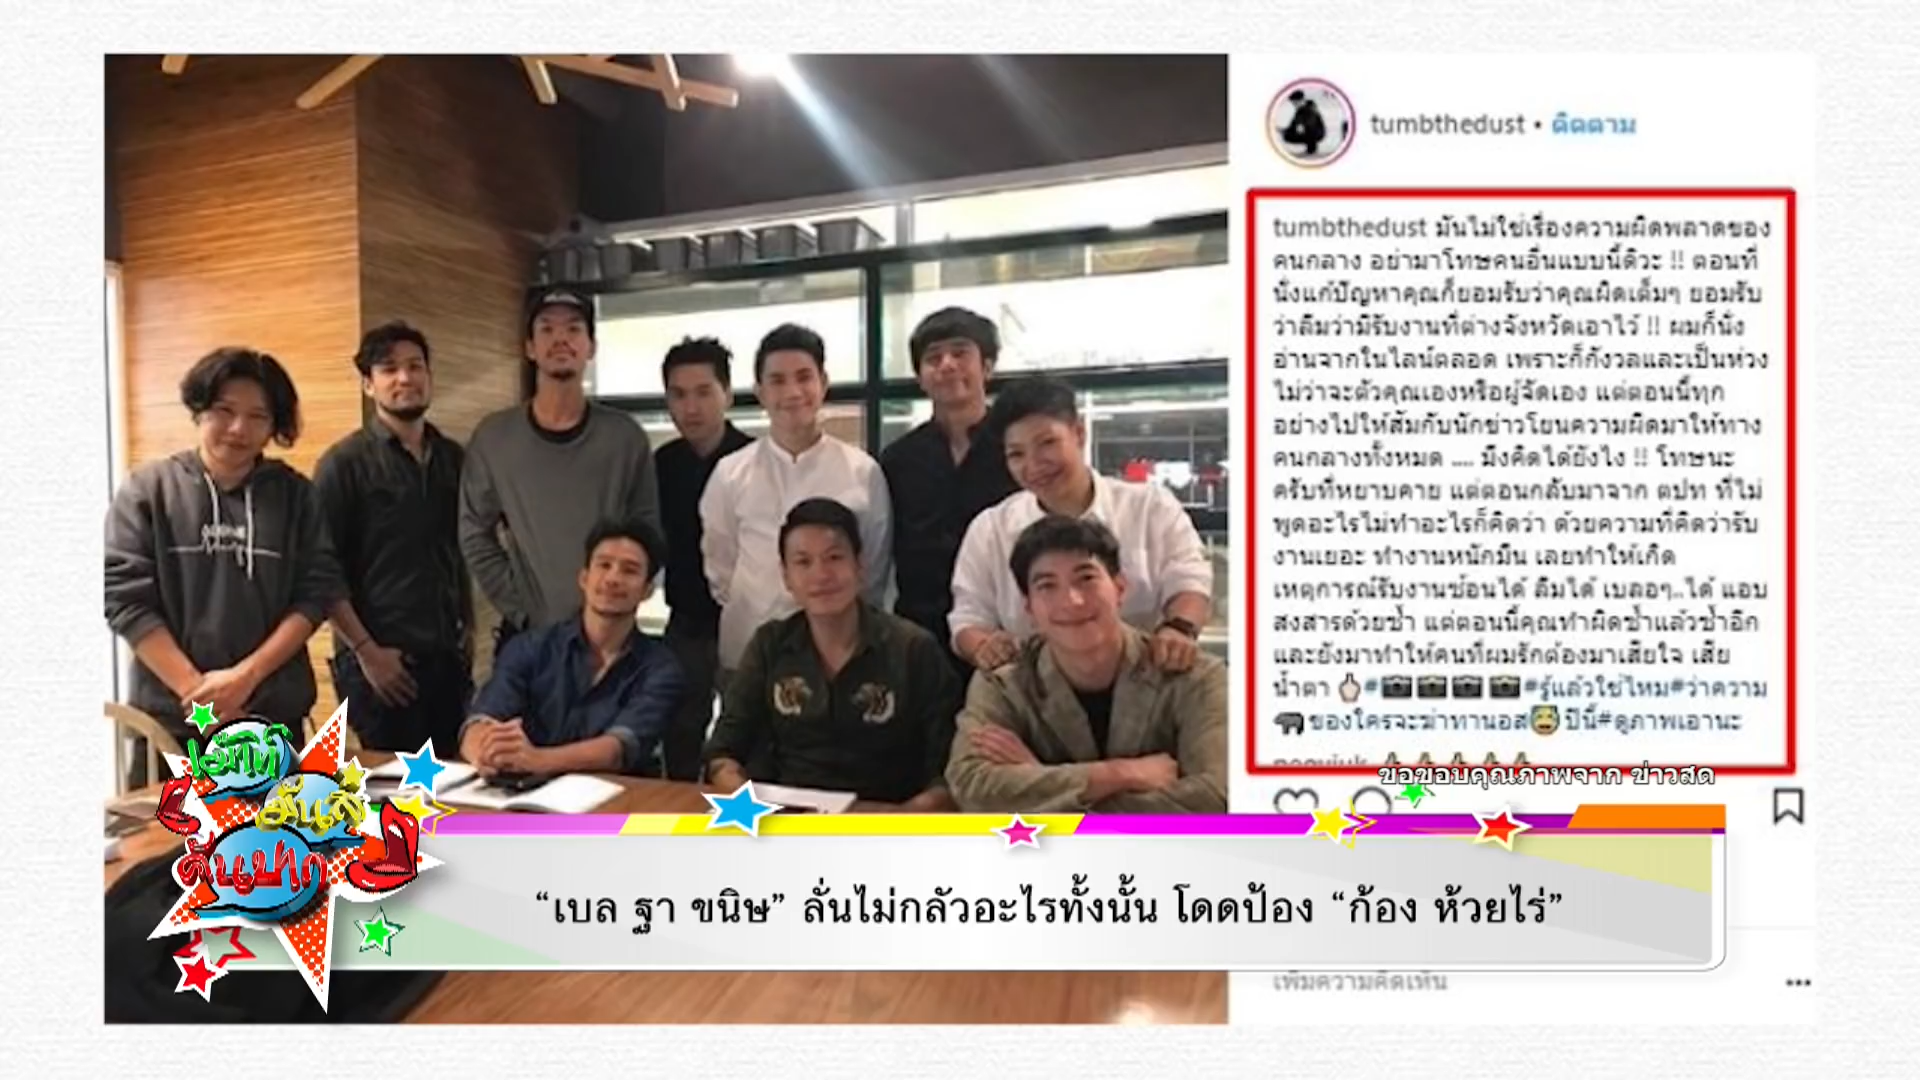 tumbthedust • ติดตาม
tumbthedust มันไม่ใช่เรื่องความผิดพลาดของ
คนกลาง อย่ามาโทษคนอื่นแบบนี้ดิวะ !! ตอนที่
นั่งแก้ปัญหาคุณก็ยอมรับว่าคุณผิดเต็มๆ ยอมรับ
ว่าลืมว่ามีรับงานที่ต่างจังหวัดเอาไว้ !! ผมก็นั่ง
อ่านจากในไลน์ตลอด เพราะก็กังวลและเป็นห่วง
ไม่ว่าจะตัวคุณเองหรือผู้จัดเอง แต่ตอนนี้ทุก
อย่างไปให้สัมกับนักข่าวโยนความผิดมาให้ทาง
คนกลางทั้งหมด .... มึงคิดได้ยังไง !! โทษนะ
ครับที่หยาบคาย แต่ตอนกลับมาจาก ตปท ที่ไม่
พูดอะไรไม่ทำอะไรก็คิดว่า ด้วยความที่คิดว่ารับ
งานเยอะ ทำงานหนักมึน เลยทำให้เกิด
เหตุการณ์รับงานซ้อนได้ ลืมได้ เบลอๆ..ได้ แอบ
สงสารด้วยซ้ำ แต่ตอนนี้คุณทำผิดซ้ำแล้วซ้ำอีก
และยังมาทำให้คนที่ผมรักต้องมาเสียใจ เสีย
น้ำตา 🖕#📷📷📷📷#รู้แล้วใช่ไหม#ว่าความ
🐃ของใครจะฆ่าทานอส😅ปีนี้#ดูภาพเอานะ
ขอขอบคุณภาพจาก ข่าวสด
เม้าท์
มันส์
คันปาก
“เบล ฐา ขนิษ” ลั่นไม่กลัวอะไรทั้งนั้น โดดป้อง “ก้อง ห้วยไร่”
เพิ่มความคิดเห็น